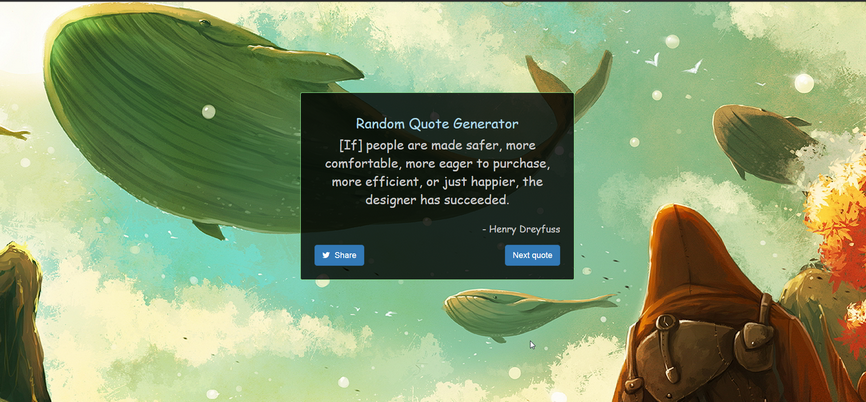 Random Quote Generator
[If] people are made safer, more
comfortable, more eager to purchase,
more efficient, or just happier, the
designer has succeeded.
- Henry Dreyfuss
Share
Next quote